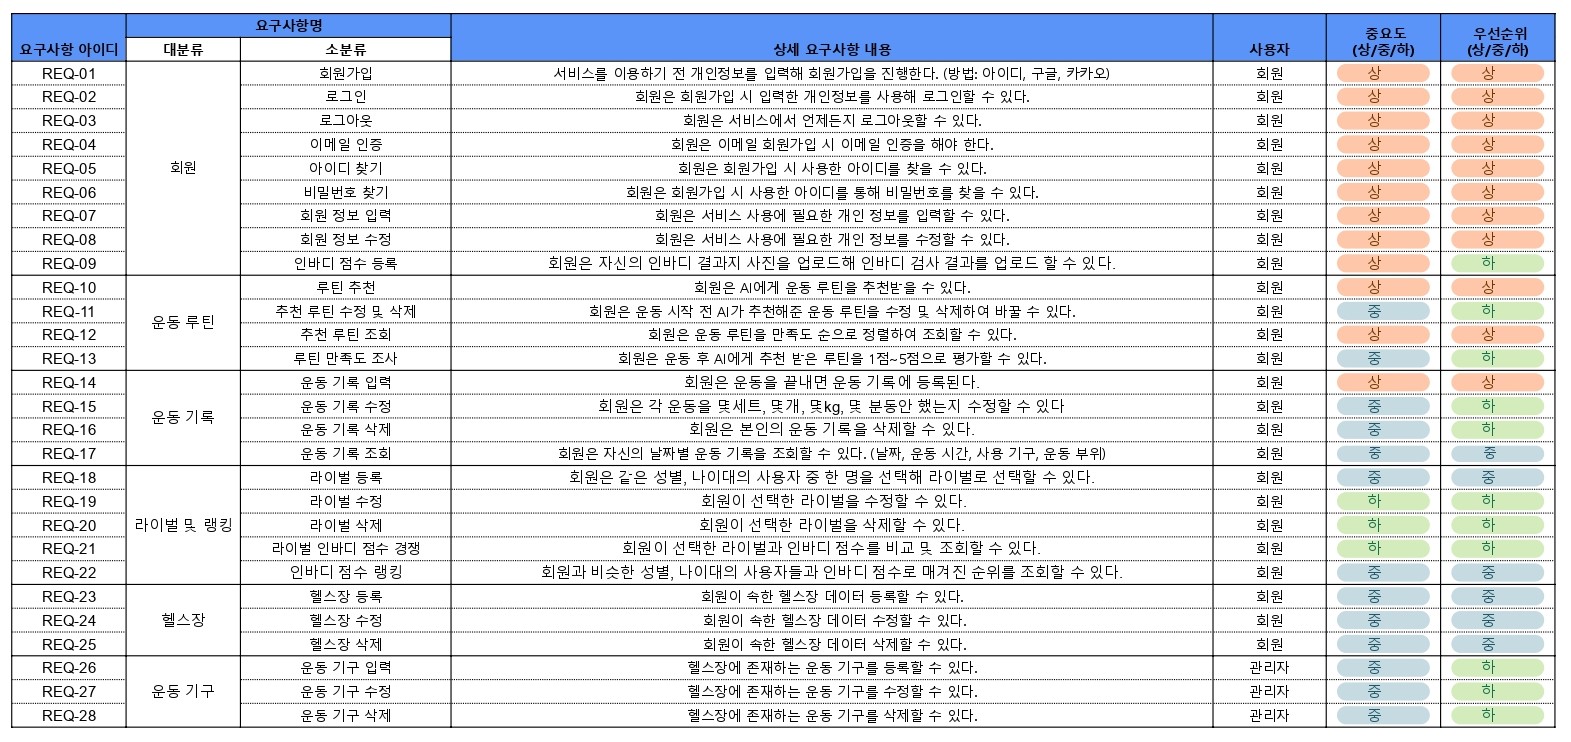 요구사항 아이디 요구사항명 상세 요구사항 내용 사용자 중요도 (상/중/하) 우선순위 (상/중/하)
대분류 소분류
REQ-01 회원 회원가입 서비스를 이용하기 전 개인정보를 입력해 회원가입을 진행한다. (방법: 아이디, 구글, 카카오) 회원 상 상
REQ-02 로그인 회원은 회원가입 시 입력한 개인정보를 사용해 로그인할 수 있다. 회원 상 상
REQ-03 로그아웃 회원은 서비스에서 언제든지 로그아웃할 수 있다. 회원 상 상
REQ-04 이메일 인증 회원은 이메일 회원가입 시 이메일 인증을 해야 한다. 회원 상 상
REQ-05 아이디 찾기 회원은 회원가입 시 사용한 아이디를 찾을 수 있다. 회원 상 상
REQ-06 비밀번호 찾기 회원은 회원가입 시 사용한 아이디를 통해 비밀번호를 찾을 수 있다. 회원 상 상
REQ-07 회원 정보 입력 회원은 서비스 사용에 필요한 개인 정보를 입력할 수 있다. 회원 상 상
REQ-08 회원 정보 수정 회원은 서비스 사용에 필요한 개인 정보를 수정할 수 있다. 회원 상 상
REQ-09 인바디 점수 등록 회원은 자신의 인바디 결과지 사진을 업로드해 인바디 검사 결과를 업로드 할 수 있다. 회원 상 하
REQ-10 운동 루틴 루틴 추천 회원은 AI에게 운동 루틴을 추천받을 수 있다. 회원 상 상
REQ-11 추천 루틴 수정 및 삭제 회원은 운동 시작 전 AI가 추천해준 운동 루틴을 수정 및 삭제하여 바꿀 수 있다. 회원 중 하
REQ-12 추천 루틴 조회 회원은 운동 루틴을 만족도 순으로 정렬하여 조회할 수 있다. 회원 상 상
REQ-13 루틴 만족도 조사 회원은 운동 후 AI에게 추천 받은 루틴을 1점~5점으로 평가할 수 있다. 회원 중 하
REQ-14 운동 기록 운동 기록 입력 회원은 운동을 끝내면 운동 기록에 등록된다. 회원 상 상
REQ-15 운동 기록 수정 회원은 각 운동을 몇세트, 몇개, 몇kg, 몇 분동안 했는지 수정할 수 있다 회원 중 하
REQ-16 운동 기록 삭제 회원은 본인의 운동 기록을 삭제할 수 있다. 회원 중 하
REQ-17 운동 기록 조회 회원은 자신의 날짜별 운동 기록을 조회할 수 있다. (날짜, 운동 시간, 사용 기구, 운동 부위) 회원 중 중
REQ-18 라이벌 및 랭킹 라이벌 등록 회원은 같은 성별, 나이대의 사용자 중 한 명을 선택해 라이벌로 선택할 수 있다. 회원 중 중
REQ-19 라이벌 수정 회원이 선택한 라이벌을 수정할 수 있다. 회원 하 하
REQ-20 라이벌 삭제 회원이 선택한 라이벌을 삭제할 수 있다. 회원 하 하
REQ-21 라이벌 인바디 점수 경쟁 회원이 선택한 라이벌과 인바디 점수를 비교 및 조회할 수 있다. 회원 하 하
REQ-22 인바디 점수 랭킹 회원과 비슷한 성별, 나이대의 사용자들과 인바디 점수로 매겨진 순위를 조회할 수 있다. 회원 중 중
REQ-23 헬스장 헬스장 등록 회원이 속한 헬스장 데이터 등록할 수 있다. 회원 중 중
REQ-24 헬스장 수정 회원이 속한 헬스장 데이터 수정할 수 있다. 회원 중 중
REQ-25 헬스장 삭제 회원이 속한 헬스장 데이터 삭제할 수 있다. 회원 중 중
REQ-26 운동 기구 운동 기구 입력 헬스장에 존재하는 운동 기구를 등록할 수 있다. 관리자 중 하
REQ-27 운동 기구 수정 헬스장에 존재하는 운동 기구를 수정할 수 있다. 관리자 중 하
REQ-28 운동 기구 삭제 헬스장에 존재하는 운동 기구를 삭제할 수 있다. 관리자 중 하